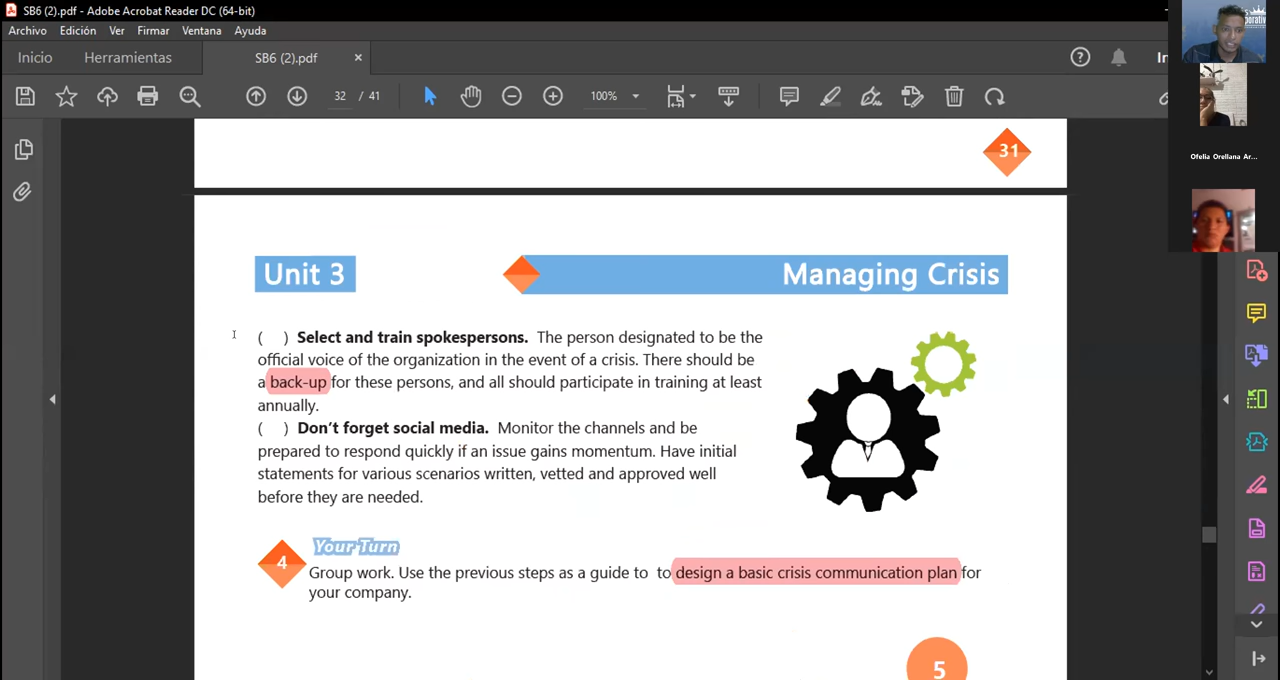 SB6 (2).pdf - Adobe Acrobat Reader DC (64-bit)
Archivo Edición Ver Firmar Ventana Ayuda
Inicio Herramientas SB6 (2).pdf ×
32 / 41 100%
31
Unit 3 Managing Crisis
( ) Select and train spokespersons. The person designated to be the
official voice of the organization in the event of a crisis. There should be
a back-up for these persons, and all should participate in training at least
annually.
( ) Don't forget social media. Monitor the channels and be
prepared to respond quickly if an issue gains momentum. Have initial
statements for various scenarios written, vetted and approved well
before they are needed.
4 Your Turn
Group work. Use the previous steps as a guide to to design a basic crisis communication plan for
your company.
5
Ofelia Orellana Ar...